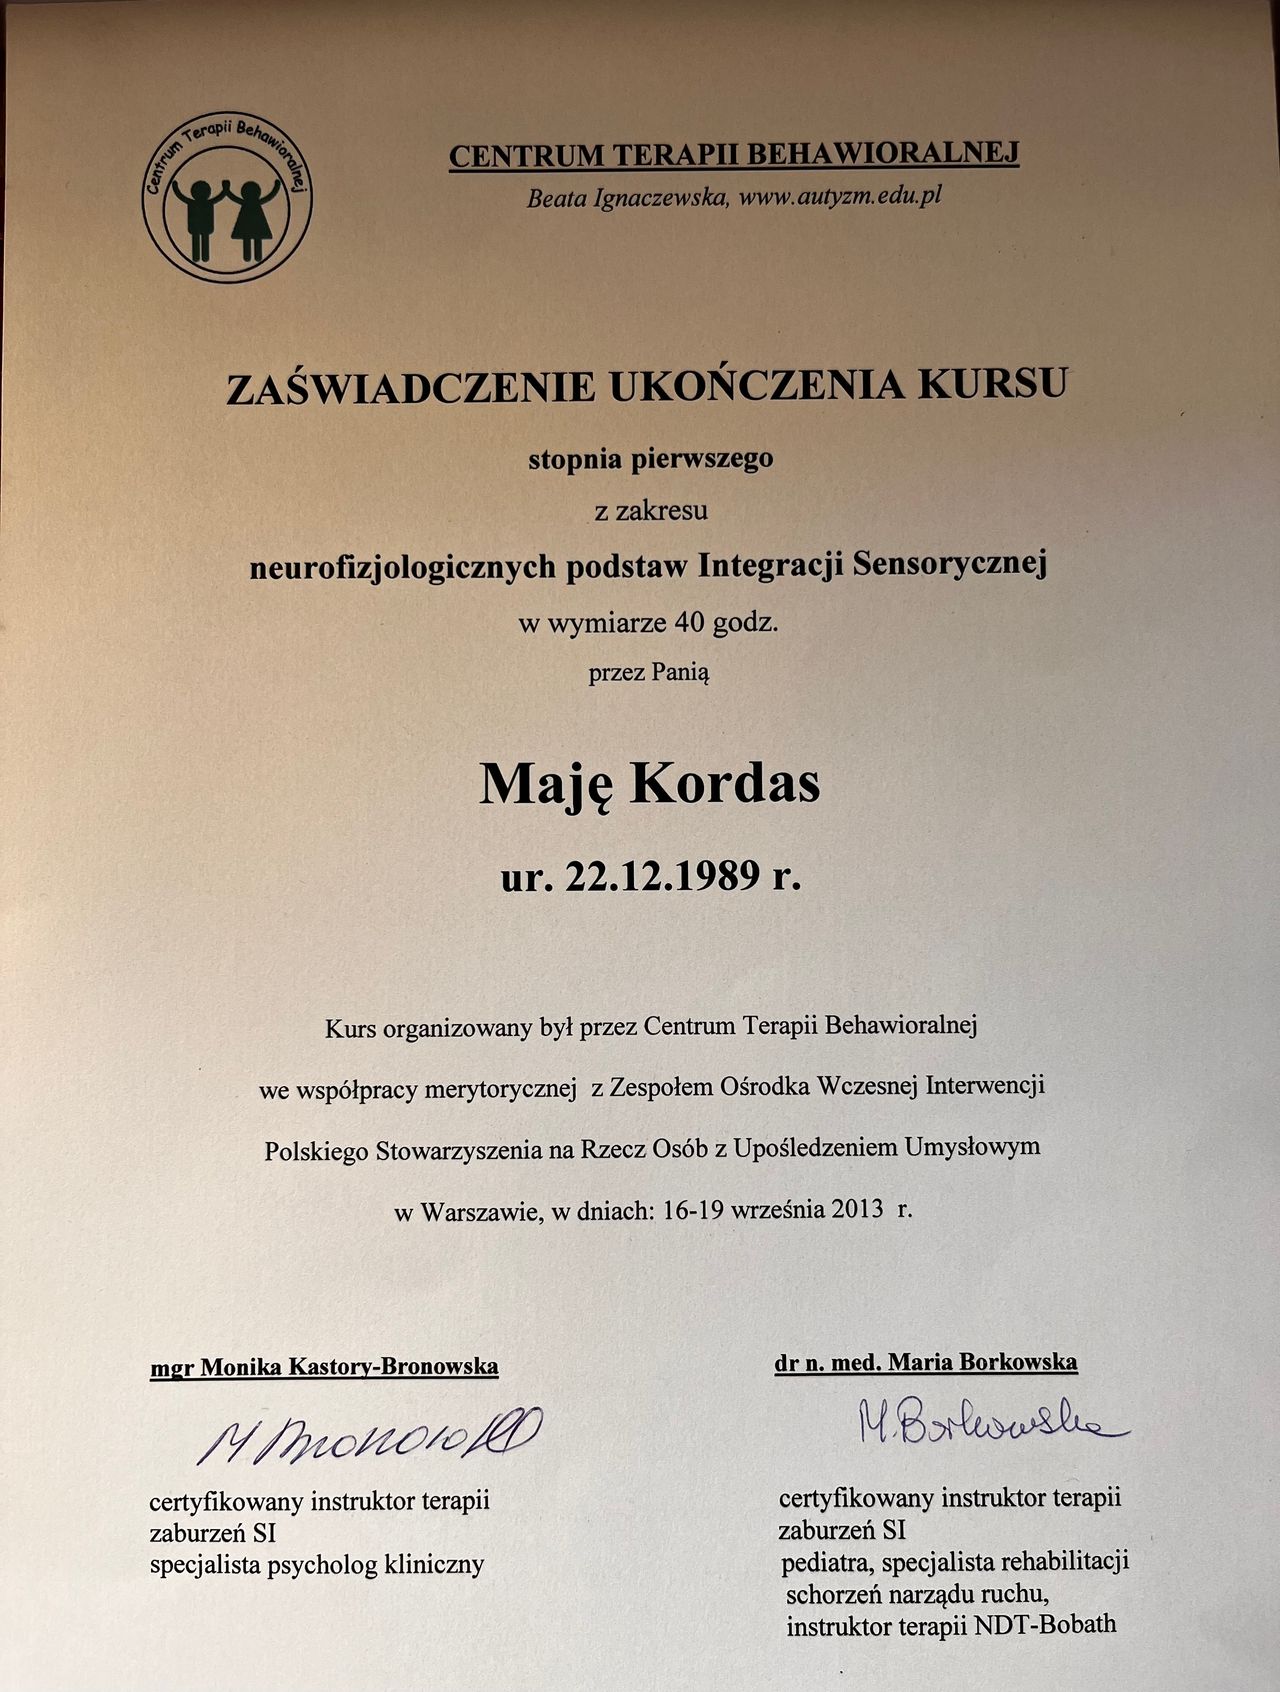 Centrum Terapii Behawioralnej
CENTRUM TERAPII BEHAWIORALNEJ
Beata Ignaczewska, www.autyzm.edu.pl
ZAŚWIADCZENIE UKOŃCZENIA KURSU
stopnia pierwszego
z zakresu
neurofizjologicznych podstaw Integracji Sensorycznej
w wymiarze 40 godz.
przez Panią
Maję Kordas
ur. 22.12.1989 r.
Kurs organizowany był przez Centrum Terapii Behawioralnej
we współpracy merytorycznej z Zespołem Ośrodka Wczesnej Interwencji
Polskiego Stowarzyszenia na Rzecz Osób z Upośledzeniem Umysłowym
w Warszawie, w dniach: 16-19 września 2013 r.
mgr Monika Kastory-Bronowska
M Bronowska
certyfikowany instruktor terapii
zaburzeń SI
specjalista psycholog kliniczny
dr n. med. Maria Borkowska
M. Borkowska
certyfikowany instruktor terapii
zaburzeń SI
pediatra, specjalista rehabilitacji
schorzeń narządu ruchu,
instruktor terapii NDT-Bobath